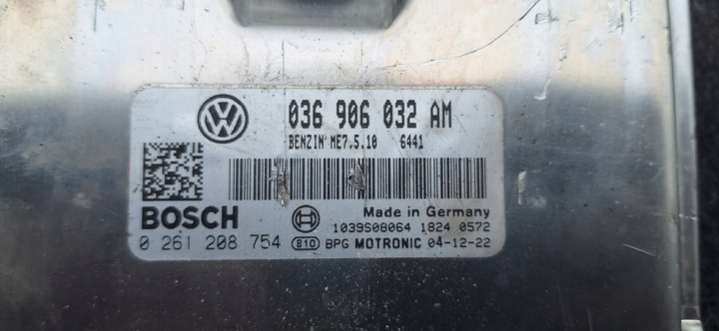 036 906 032 AM
BENZIN ME7.5.10 6441
BOSCH
Made in Germany
1039S08064 1824 0572
0 261 208 754 810 BPG MOTRONIC 04-12-22